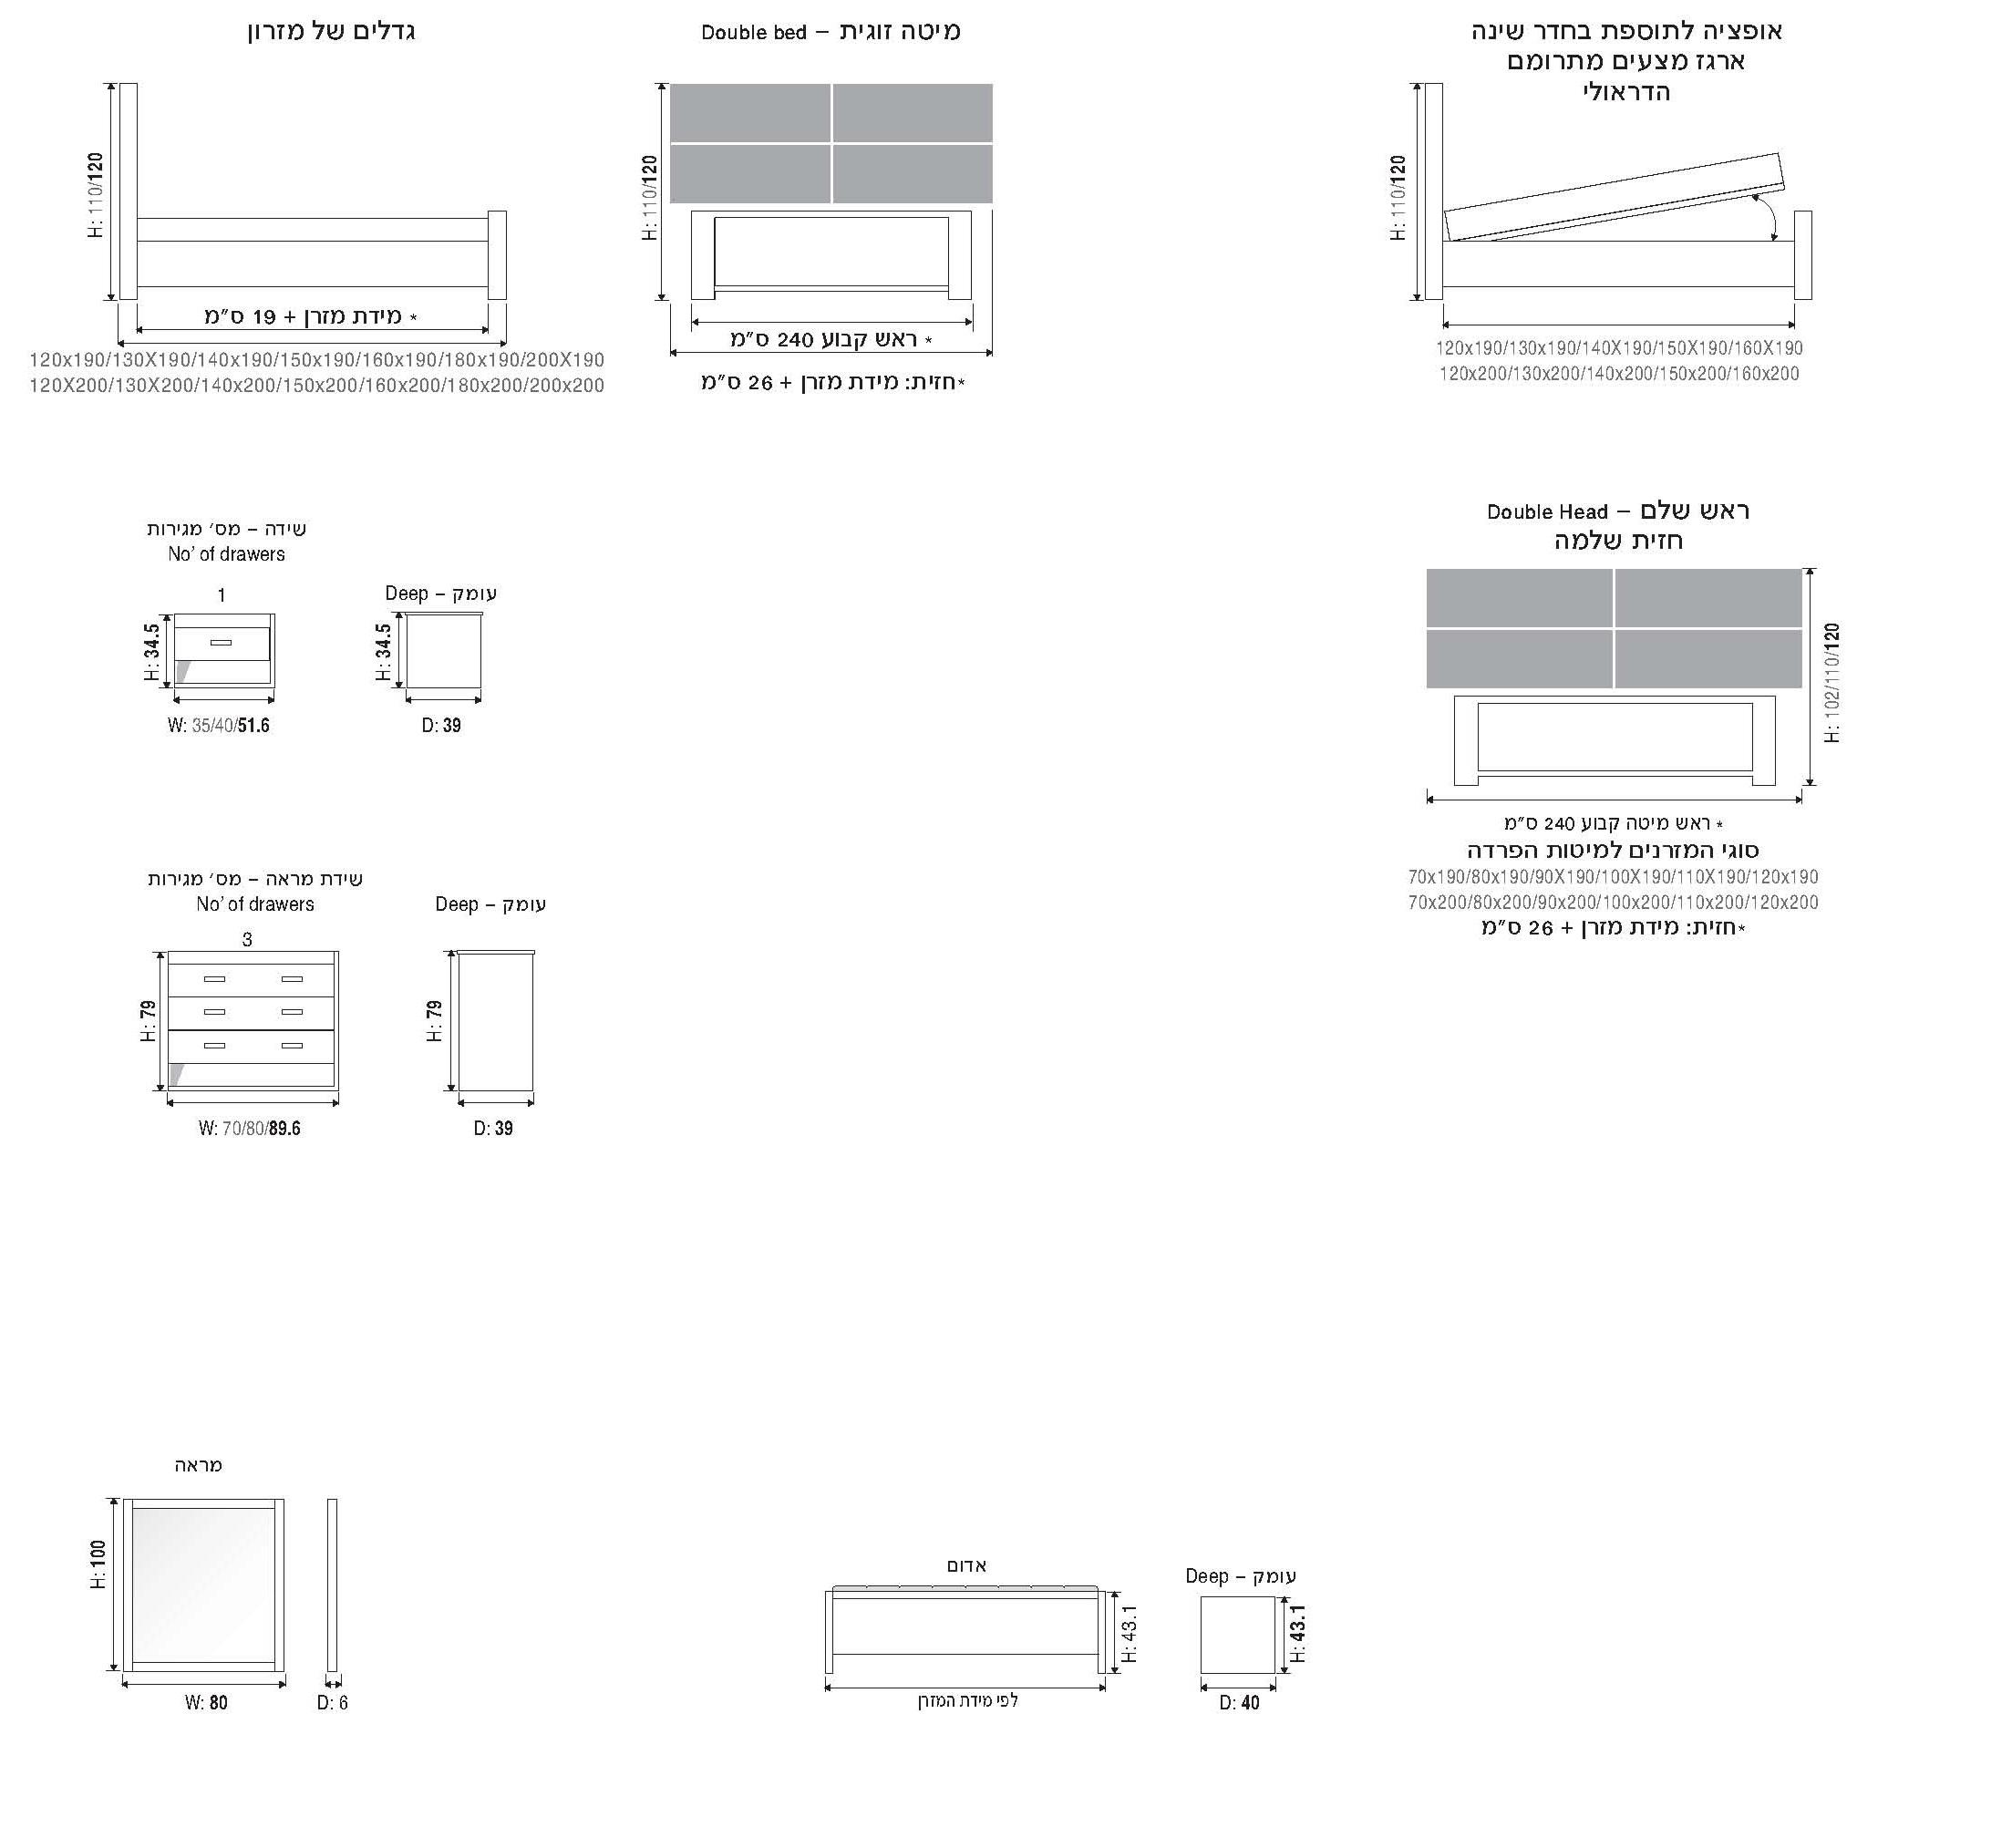 גדלים של מזרון
H: 110/120
* מידת מזרן + 19 ס"מ
120x190/130X190/140x190/150x190/160x190/180x190/200X190
120X200/130X200/140x200/150x200/160x200/180x200/200x200
מיטה זוגית – Double bed
H: 110/120
* ראש קבוע 240 ס"מ
*חזית: מידת מזרן + 26 ס"מ
אופציה לתוספת בחדר שינה
ארגז מצעים מתרומם
הדראולי
H: 110/120
120x190/130x190/140X190/150X190/160X190
120x200/130x200/140x200/150x200/160x200
שידה – מס' מגירות
No' of drawers
1
H: 34.5
W: 35/40/51.6
עומק – Deep
H: 34.5
D: 39
ראש שלם – Double Head
חזית שלמה
H: 102/110/120
* ראש מיטה קבוע 240 ס"מ
סוגי המזרנים למיטות הפרדה
70x190/80x190/90X190/100X190/110X190/120x190
70x200/80x200/90x200/100x200/110x200/120x200
*חזית: מידת מזרן + 26 ס"מ
שידת מראה – מס' מגירות
No' of drawers
3
H: 79
W: 70/80/89.6
עומק – Deep
H: 79
D: 39
מראה
H: 100
W: 80
D: 6
אדום
H: 43.1
לפי מידת המזרן
עומק – Deep
H: 43.1
D: 40